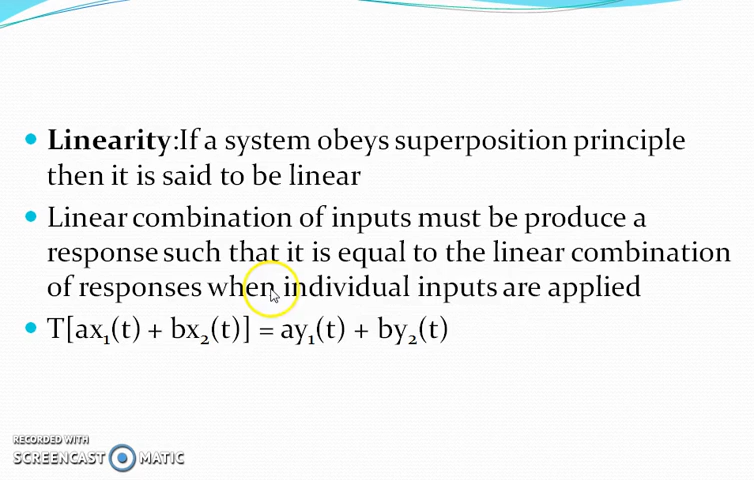 Linearity:If a system obeys superposition principle
then it is said to be linear
Linear combination of inputs must be produce a
response such that it is equal to the linear combination
of responses when individual inputs are applied
T[ax₁(t) + bx₂(t)] = ay₁(t) + by₂(t)
RECORDED WITH
SCREENCAST MATIC